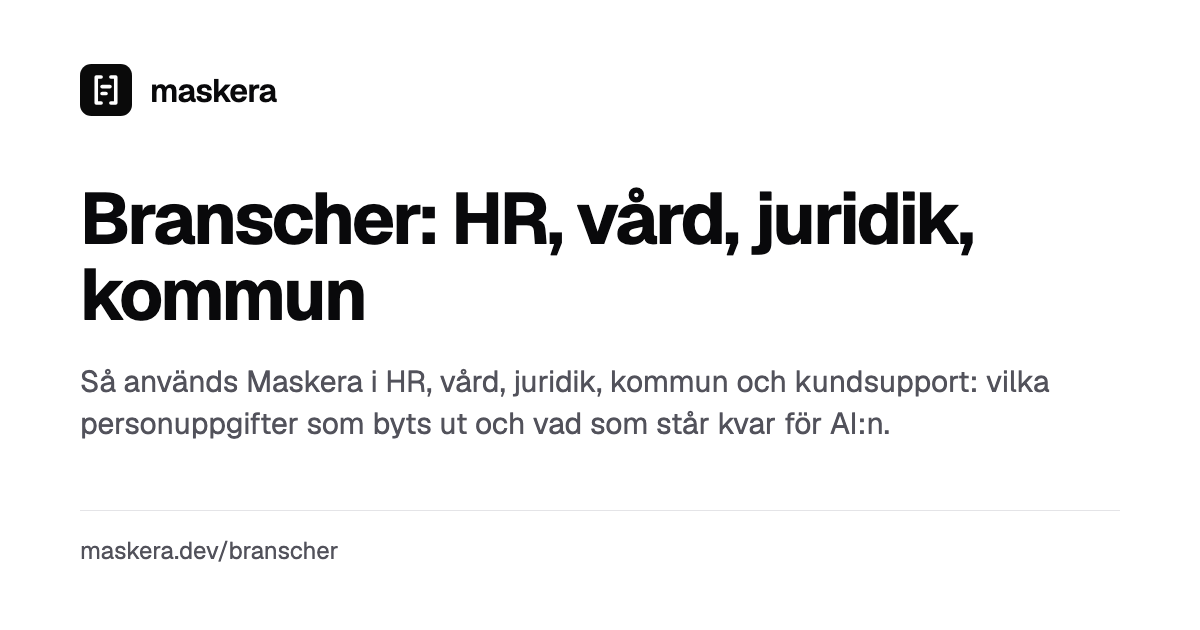 maskera
Branscher: HR, vård, juridik,
kommun
Så används Maskera i HR, vård, juridik, kommun och kundsupport: vilka
personuppgifter som byts ut och vad som står kvar för AI:n.
maskera.dev/branscher